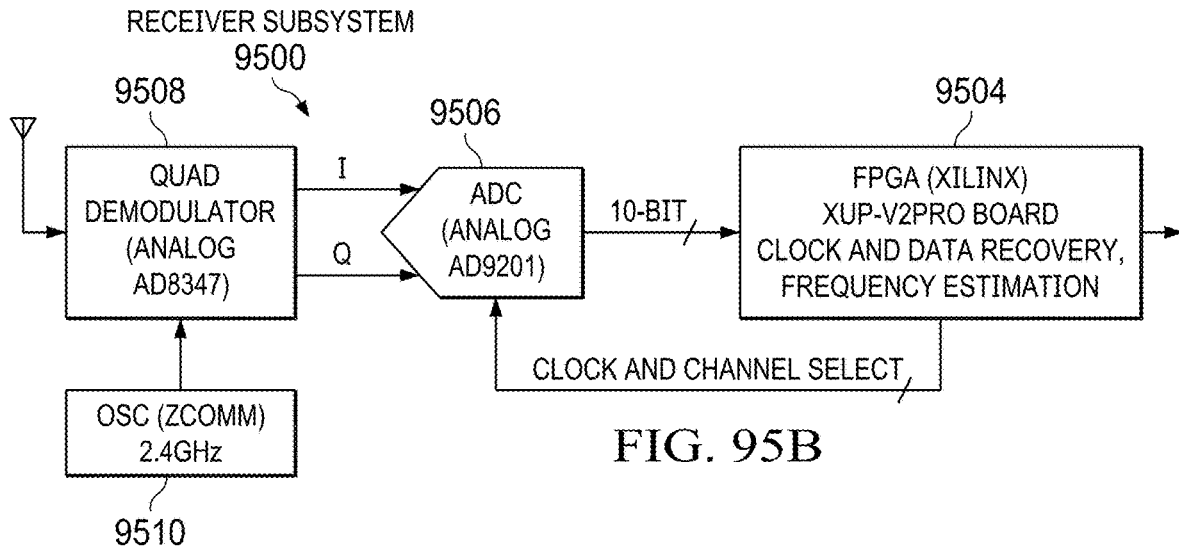 RECEIVER SUBSYSTEM
9500
9508
9506
9504
QUAD
DEMODULATOR
(ANALOG
AD8347)
I
Q
ADC
(ANALOG
AD9201)
10-BIT
FPGA (XILINX)
XUP-V2PRO BOARD
CLOCK AND DATA RECOVERY,
FREQUENCY ESTIMATION
CLOCK AND CHANNEL SELECT
OSC (ZCOMM)
2.4GHz
9510
FIG. 95B